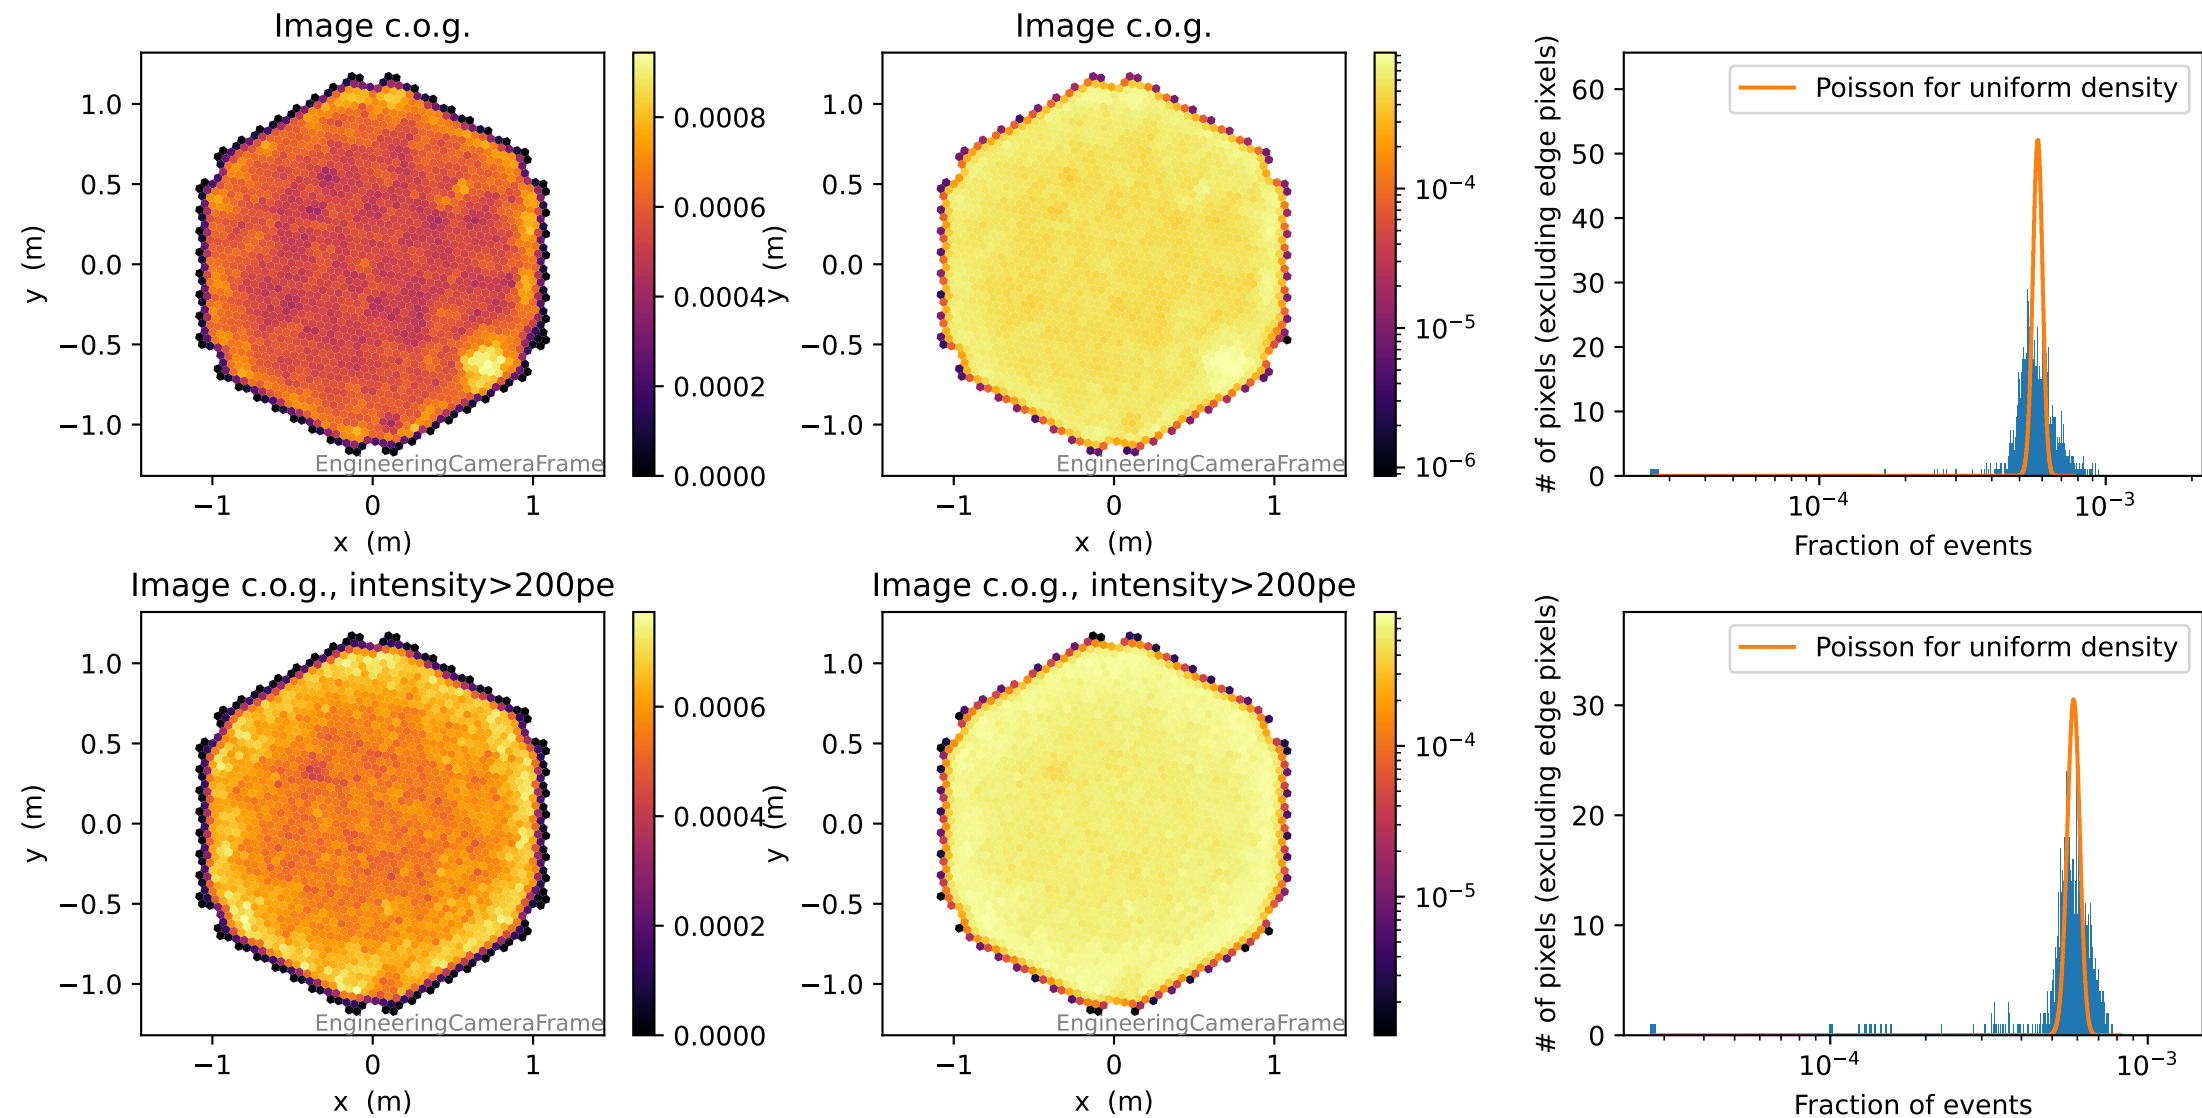 Image c.o.g.
Image c.o.g.
1.0
0.5
0.0
−0.5
−1.0
y (m)
−1
0
1
x (m)
EngineeringCameraFrame
0.0008
0.0006
0.0004
0.0002
0.0000
1.0
0.5
0.0
−0.5
−1.0
y (m)
−1
0
1
x (m)
EngineeringCameraFrame
10−4
10−5
10−6
# of pixels (excluding edge pixels)
60
50
40
30
20
10
0
Poisson for uniform density
10−4
10−3
Fraction of events
Image c.o.g., intensity>200pe
Image c.o.g., intensity>200pe
1.0
0.5
0.0
−0.5
−1.0
y (m)
−1
0
1
x (m)
EngineeringCameraFrame
0.0006
0.0004
0.0002
0.0000
1.0
0.5
0.0
−0.5
−1.0
y (m)
−1
0
1
x (m)
EngineeringCameraFrame
10−4
10−5
# of pixels (excluding edge pixels)
30
20
10
0
Poisson for uniform density
10−4
10−3
Fraction of events